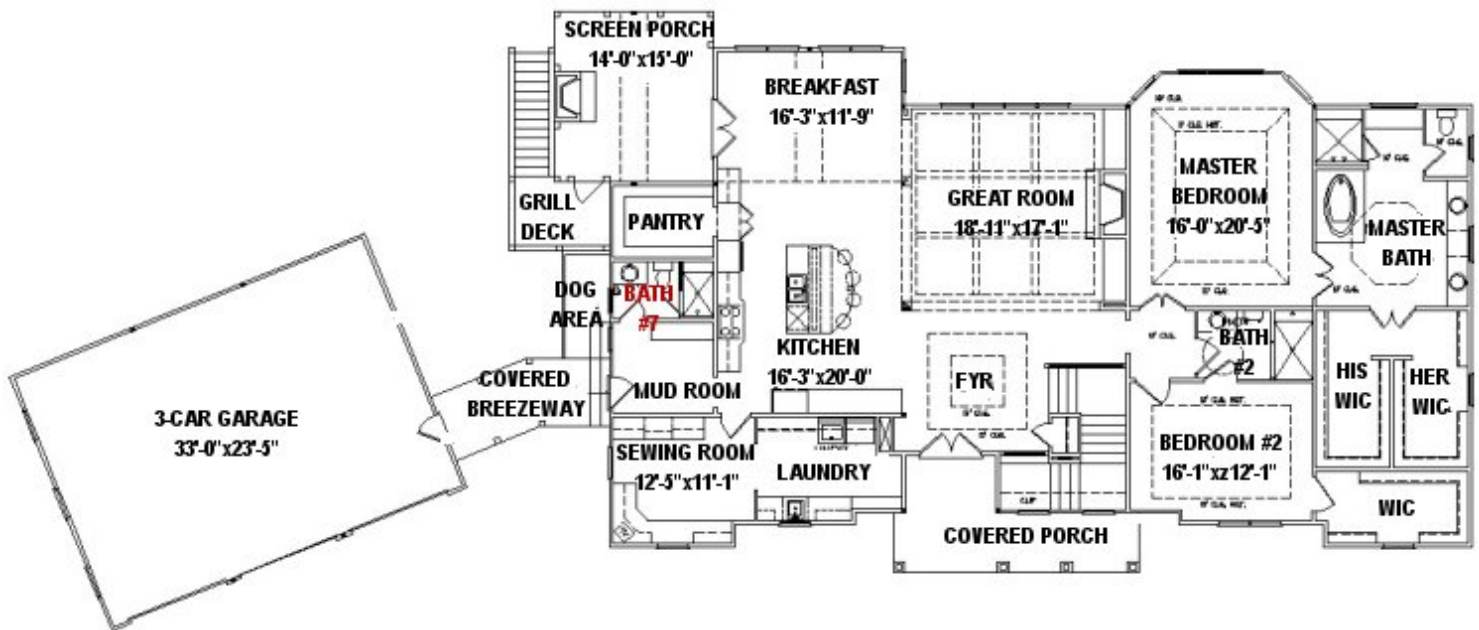 SCREEN PORCH
14'-0"x15'-0"
BREAKFAST
16'-3"x11'-9"
GRILL
DECK
PANTRY
GREAT ROOM
18'-11"x17'-1"
MASTER
BEDROOM
16'-0"x20'-5"
MASTER
BATH
DOG
AREA
BATH
#7
KITCHEN
16'-3"x20'-0"
MUD ROOM
COVERED
BREEZEWAY
3-CAR GARAGE
33'-0"x23'-5"
FYR
BATH
#2
HIS
WIC
HER
WIC
SEWING ROOM
12'-5"x11'-1"
LAUNDRY
BEDROOM #2
16'-1"xz12'-1"
WIC
COVERED PORCH